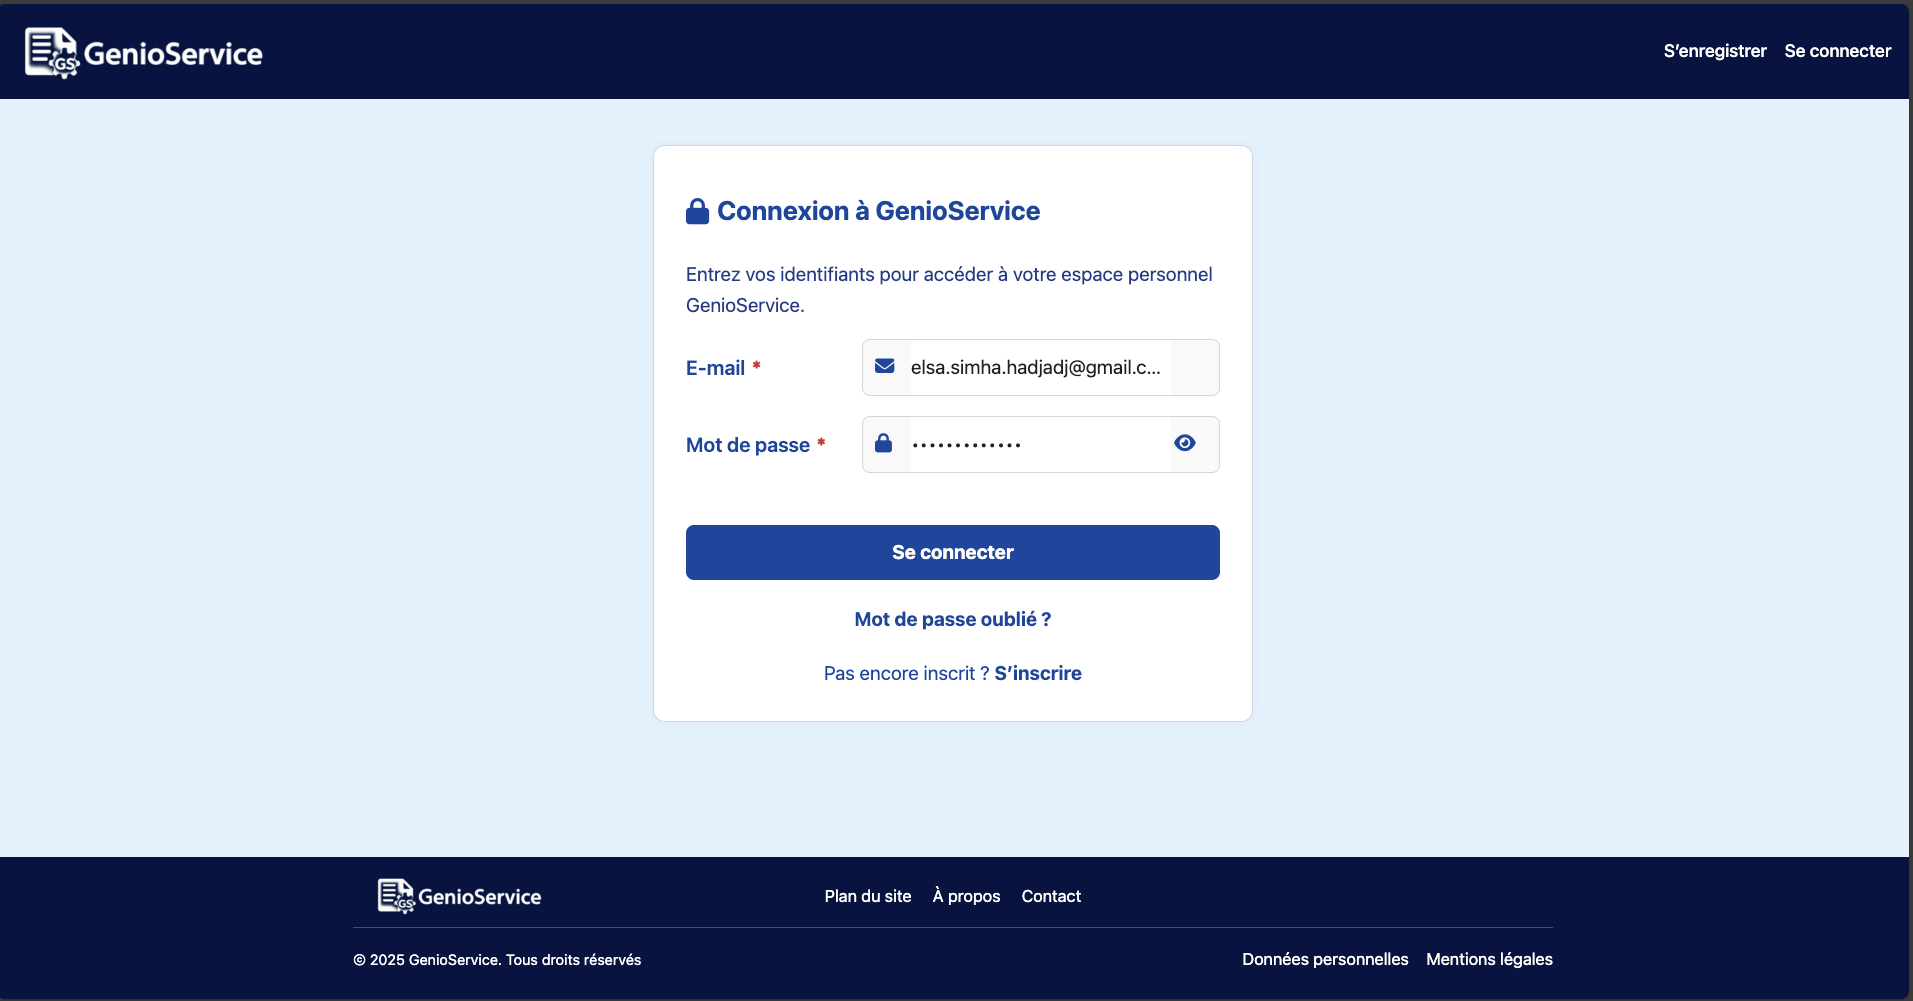 GS GenioService
S'enregistrer Se connecter
Connexion à GenioService
Entrez vos identifiants pour accéder à votre espace personnel
GenioService.
E-mail *
elsa.simha.hadjadj@gmail.c...
Mot de passe *
•••••••••••••
Se connecter
Mot de passe oublié ?
Pas encore inscrit ? S'inscrire
GS GenioService
Plan du site À propos Contact
© 2025 GenioService. Tous droits réservés
Données personnelles Mentions légales